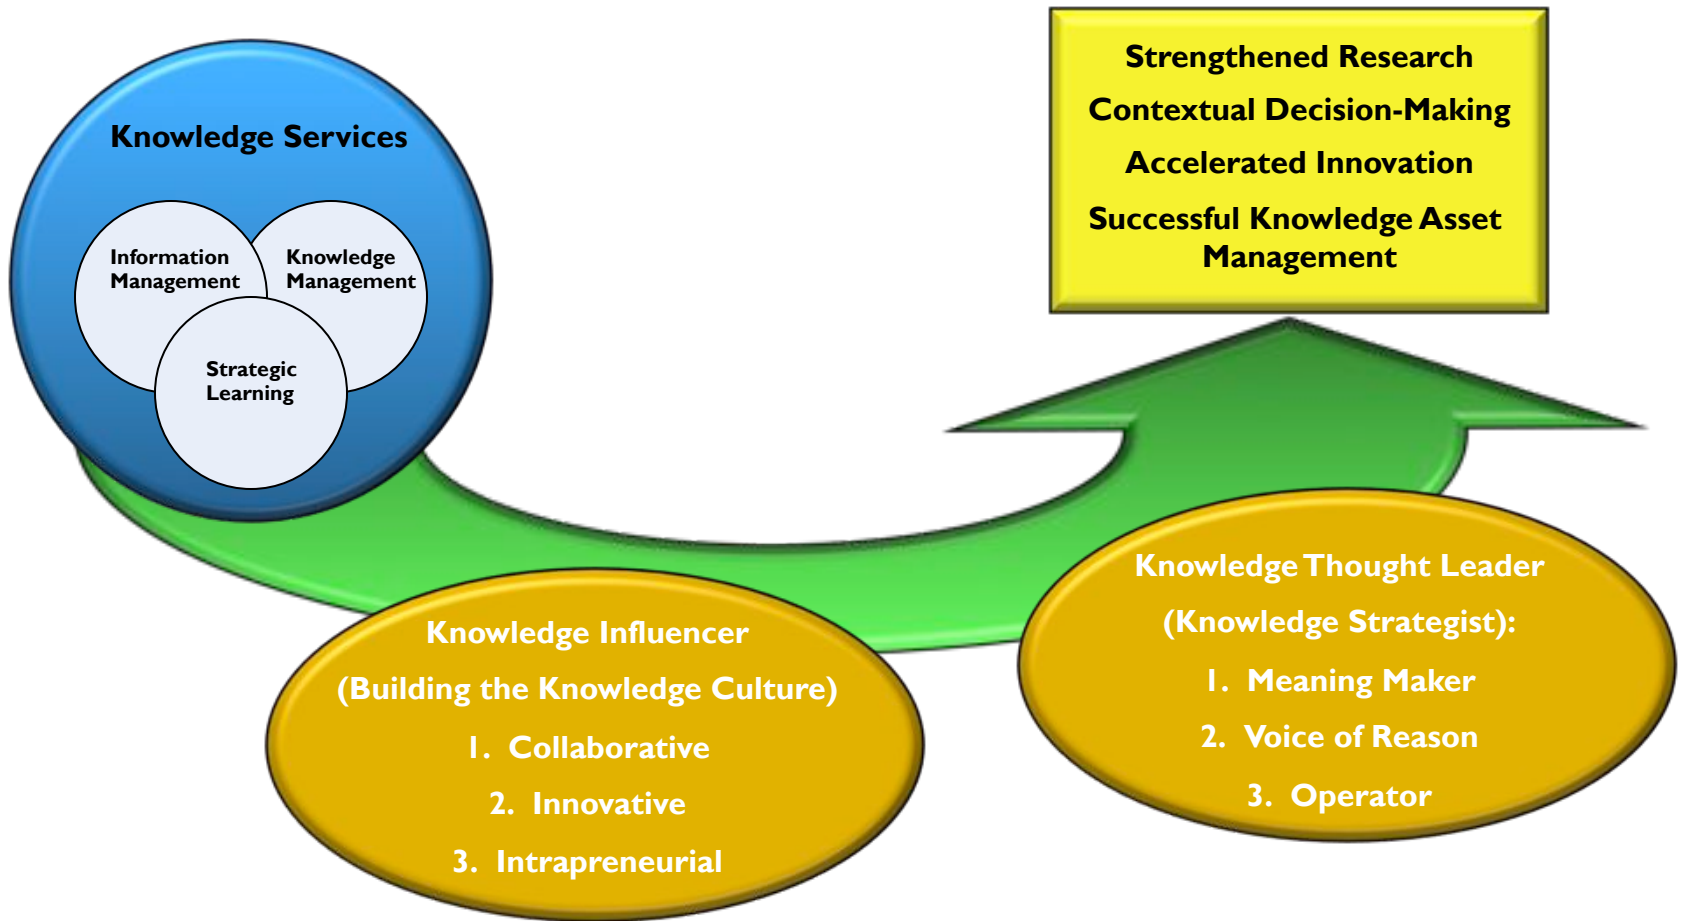 Knowledge Services
Information
Management
Knowledge
Management
Strategic
Learning
Strengthened Research
Contextual Decision-Making
Accelerated Innovation
Successful Knowledge Asset
Management
Knowledge Influencer
(Building the Knowledge Culture)
1. Collaborative
2. Innovative
3. Intrapreneurial
Knowledge Thought Leader
(Knowledge Strategist):
1. Meaning Maker
2. Voice of Reason
3. Operator